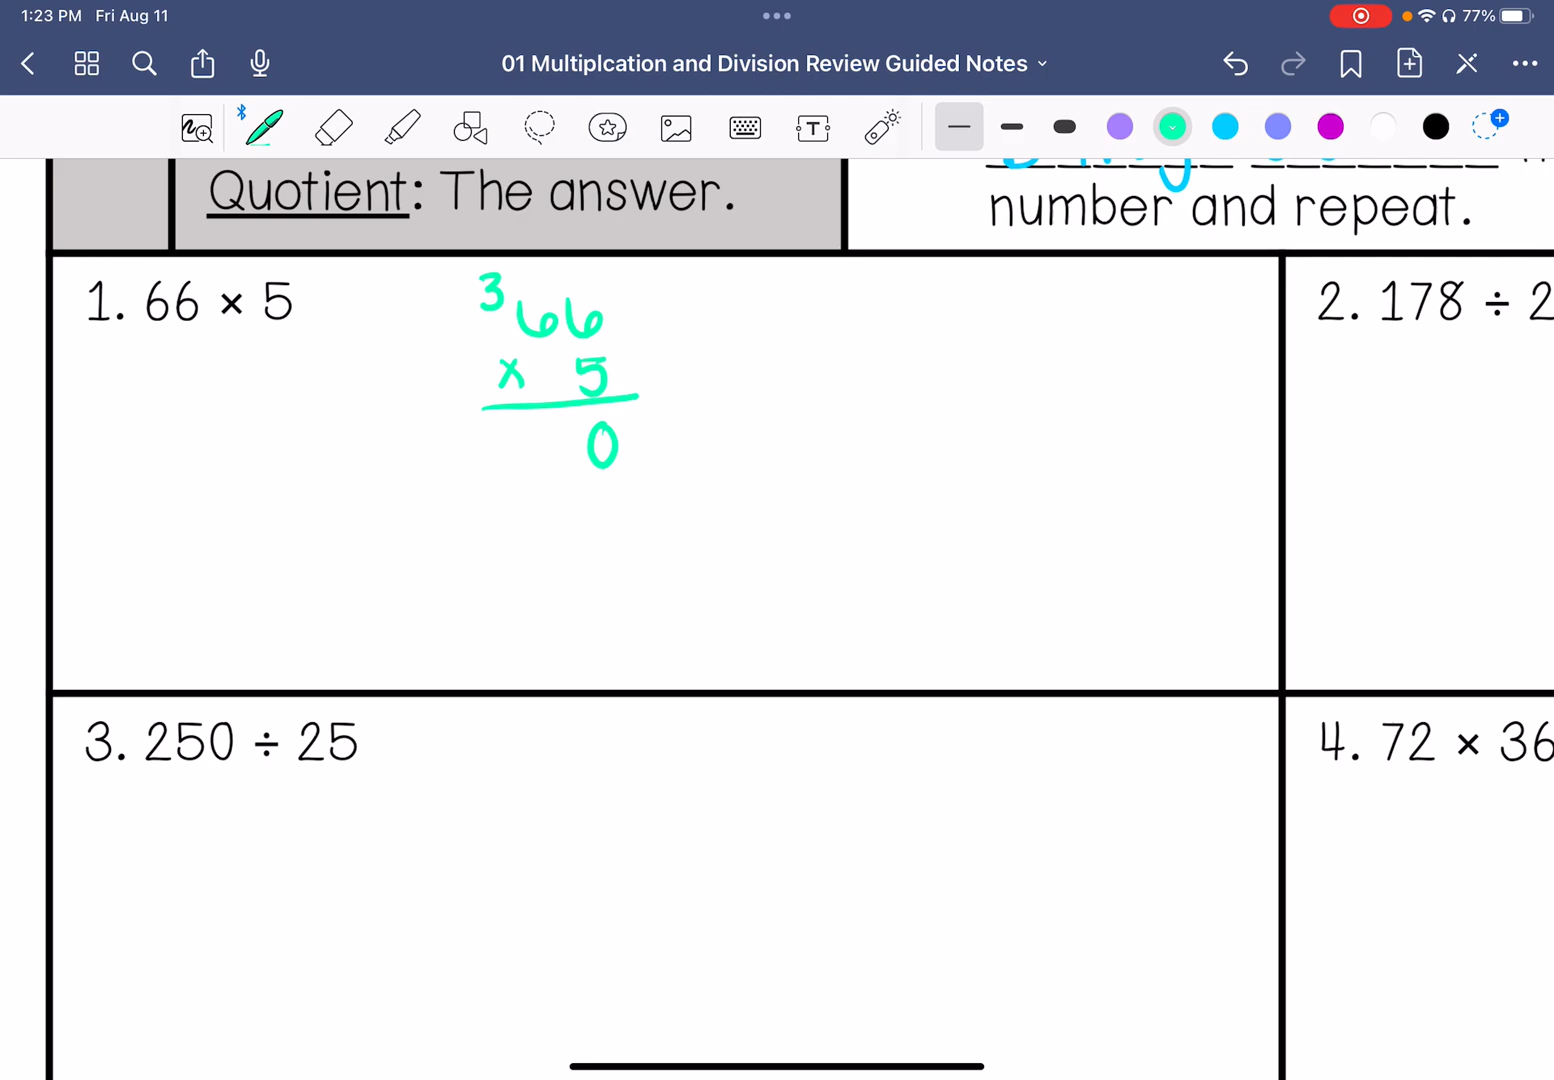 1:23 PM Fri Aug 11
77%
01 Multiplcation and Division Review Guided Notes
T
Quotient: The answer.
number and repeat.
1. 66 × 5
3
66
x 5
0
2. 178 ÷ 2
3. 250 ÷ 25
4. 72 × 36